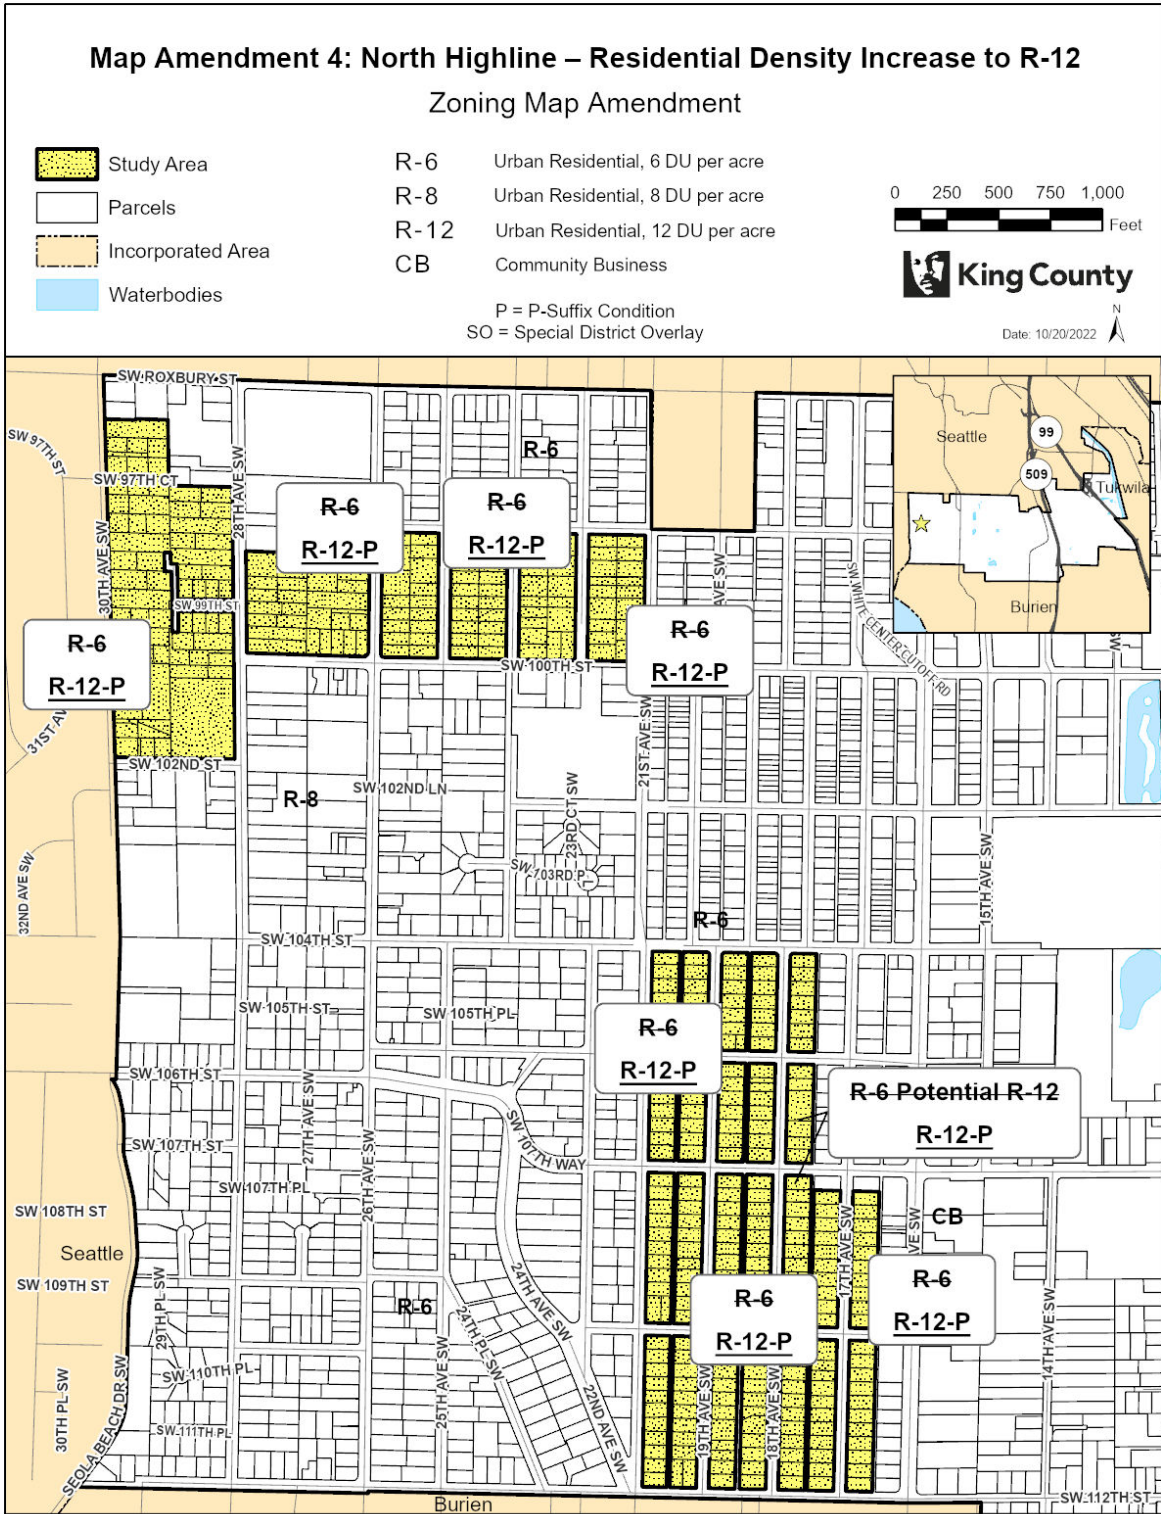 Map Amendment 4: North Highline – Residential Density Increase to R-12
Zoning Map Amendment
Study Area
Parcels
Incorporated Area
Waterbodies
R-6 Urban Residential, 6 DU per acre
R-8 Urban Residential, 8 DU per acre
R-12 Urban Residential, 12 DU per acre
CB Community Business
P = P-Suffix Condition
SO = Special District Overlay
0 250 500 750 1,000
Feet
King County
N
Date: 10/20/2022
SW ROXBURY ST
SW 97TH ST
SW 97TH CT
28TH AVE SW
30TH AVE SW
SW 99TH ST
R-6
R-6
R-12-P
R-6
R-12-P
R-6
R-12-P
R-6
R-12-P
AVE SW
SW WHITE CENTER CUTOFF RD
Seattle
99
509
Tukwila
Burien
SW 100TH ST
31ST AV
SW 102ND ST
21ST AVE SW
R-8
SW 102ND LN
23RD CT SW
SW 103RD PL
32ND AVE SW
15TH AVE SW
R-6
SW 104TH ST
SW 105TH ST
SW 105TH PL
R-6
R-12-P
SW 106TH ST
R-6 Potential R-12
R-12-P
27TH AVE SW
26TH AVE SW
SW 107TH ST
SW 107TH WAY
SW 107TH PL
SW 108TH ST
Seattle
17TH AVE SW
AVE SW
CB
SW 109TH ST
29TH PL SW
R-6
24TH AVE SW
24TH PL SW
R-6
R-12-P
R-6
R-12-P
14TH AVE SW
SW 110TH PL
25TH AVE SW
22ND AVE SW
19TH AVE SW
18TH AVE SW
30TH PL SW
SEOLA BEACH DR SW
SW 111TH PL
Burien
SW 112TH ST